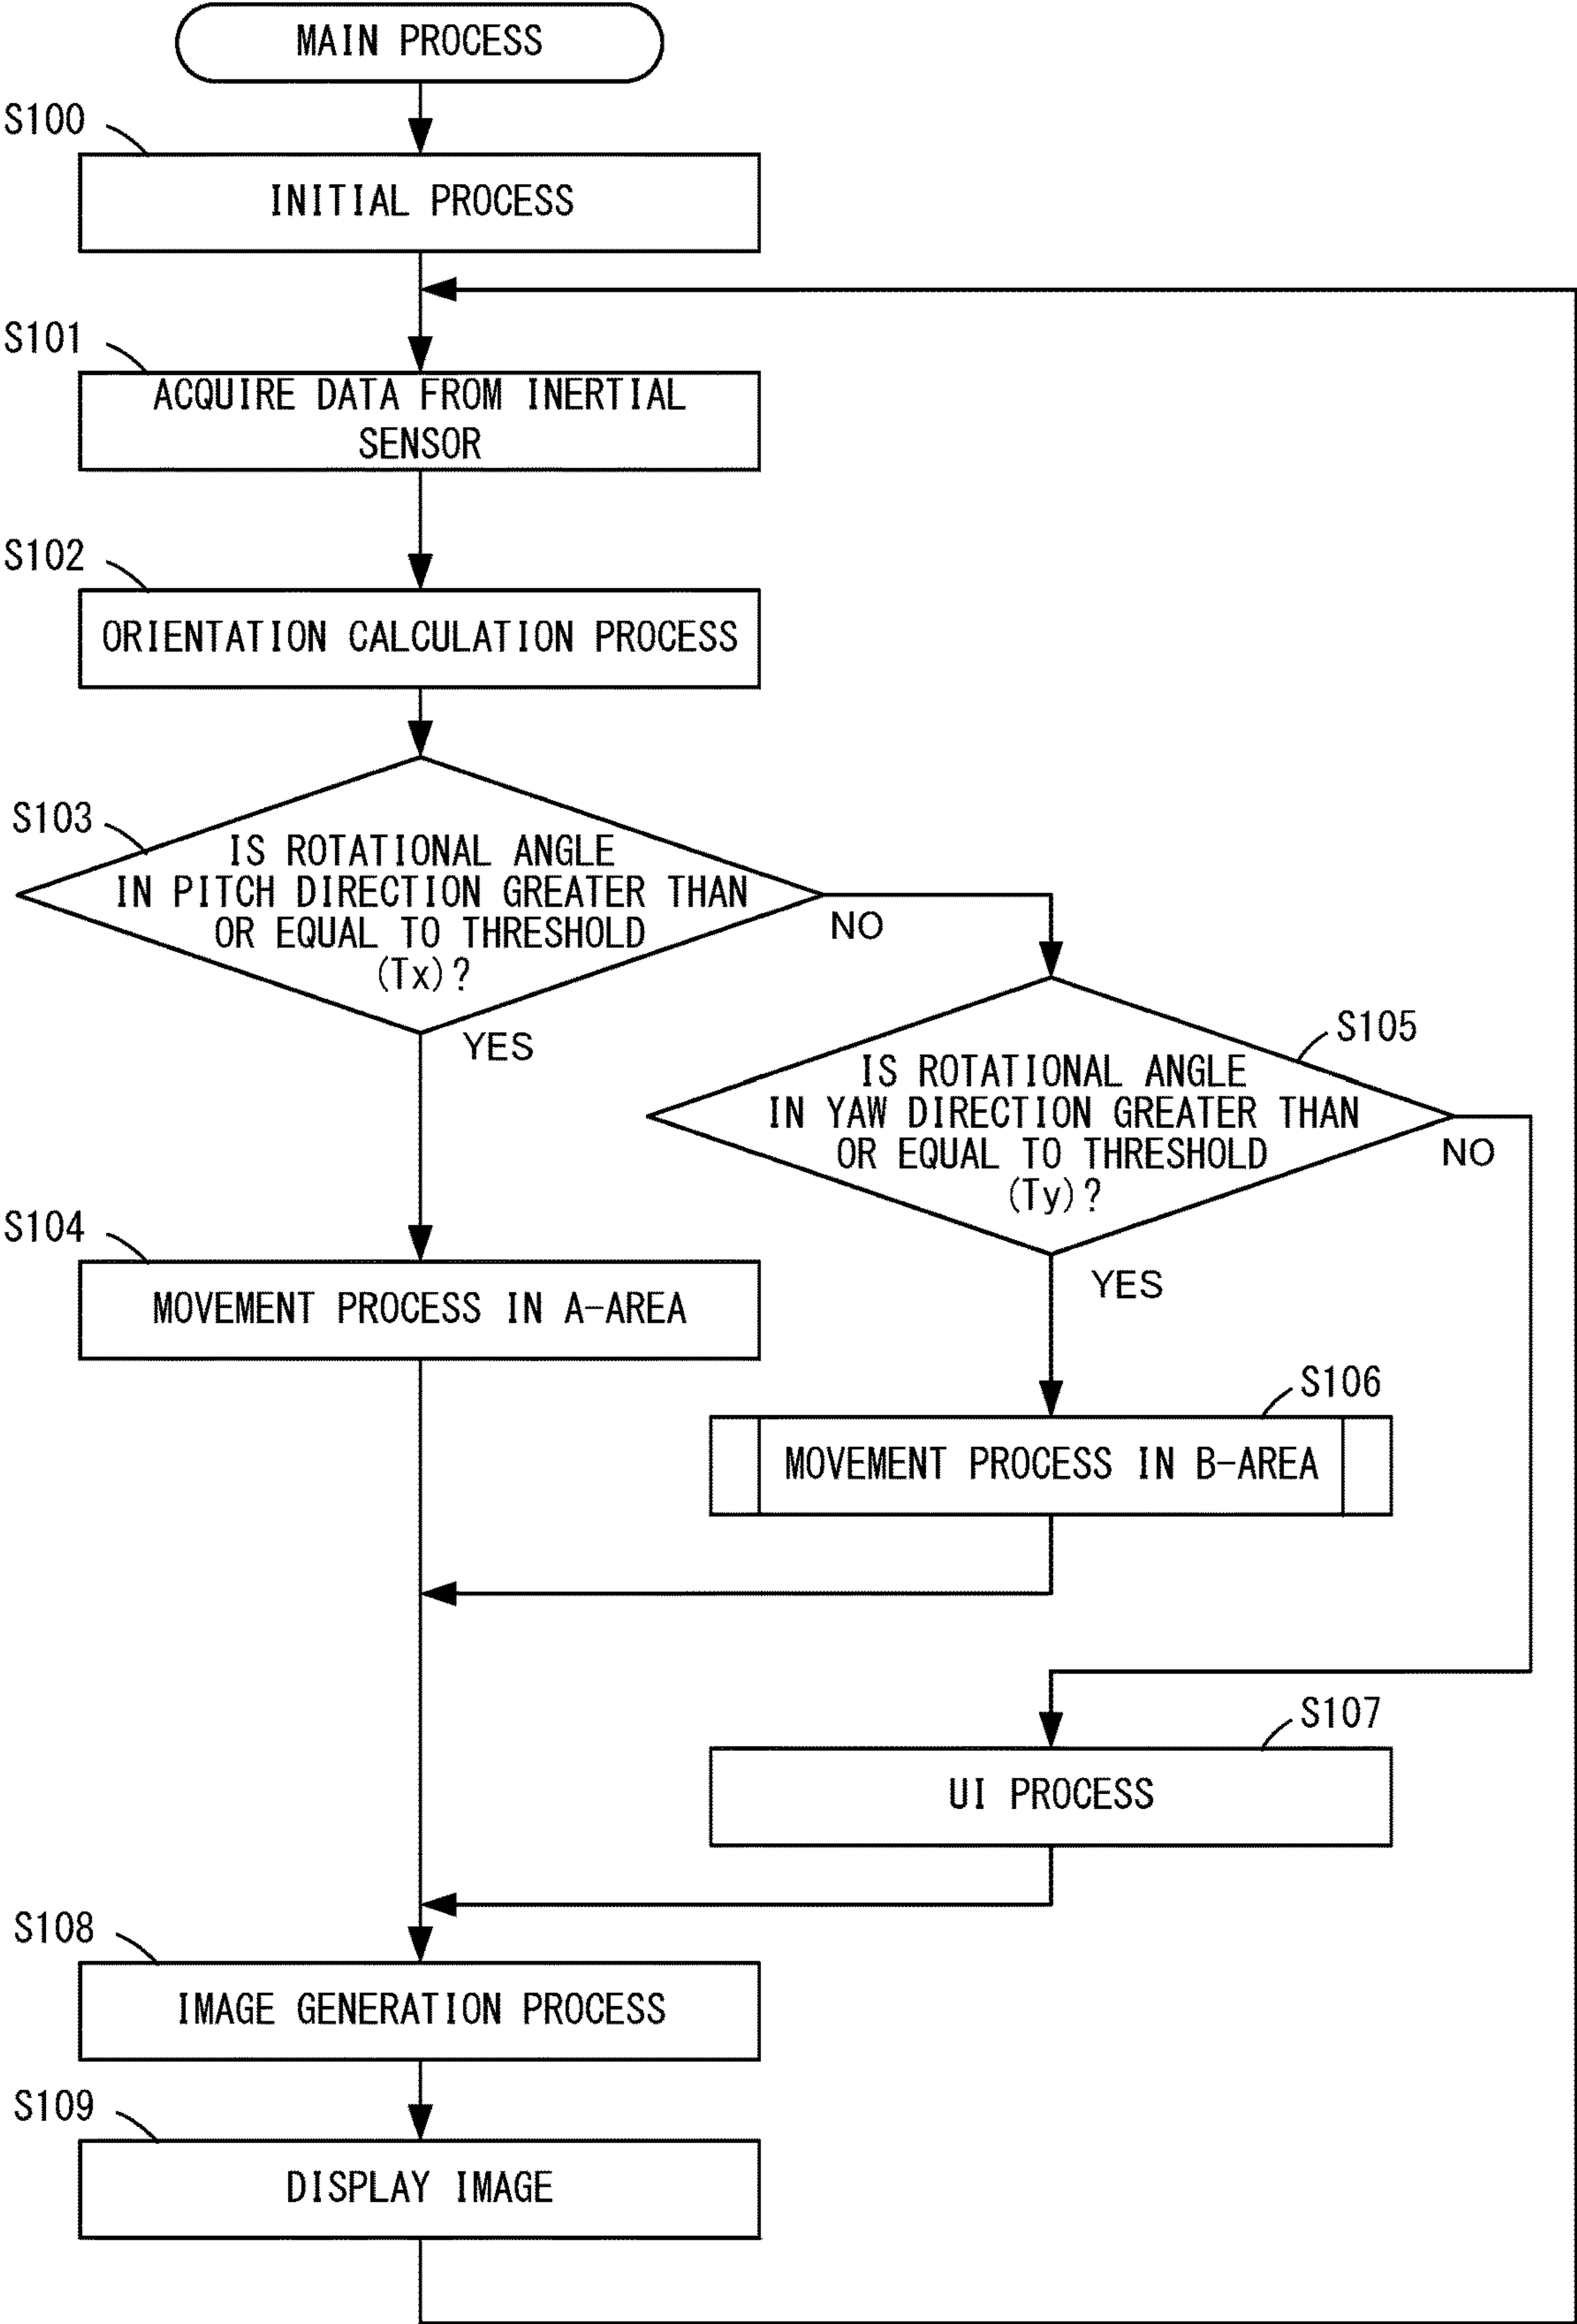 MAIN PROCESS
S100
INITIAL PROCESS
S101
ACQUIRE DATA FROM INERTIAL
SENSOR
S102
ORIENTATION CALCULATION PROCESS
S103
IS ROTATIONAL ANGLE
IN PITCH DIRECTION GREATER THAN
OR EQUAL TO THRESHOLD
(Tx)?
NO
YES
S105
IS ROTATIONAL ANGLE
IN YAW DIRECTION GREATER THAN
OR EQUAL TO THRESHOLD
(Ty)?
NO
YES
S104
MOVEMENT PROCESS IN A-AREA
S106
MOVEMENT PROCESS IN B-AREA
S107
UI PROCESS
S108
IMAGE GENERATION PROCESS
S109
DISPLAY IMAGE